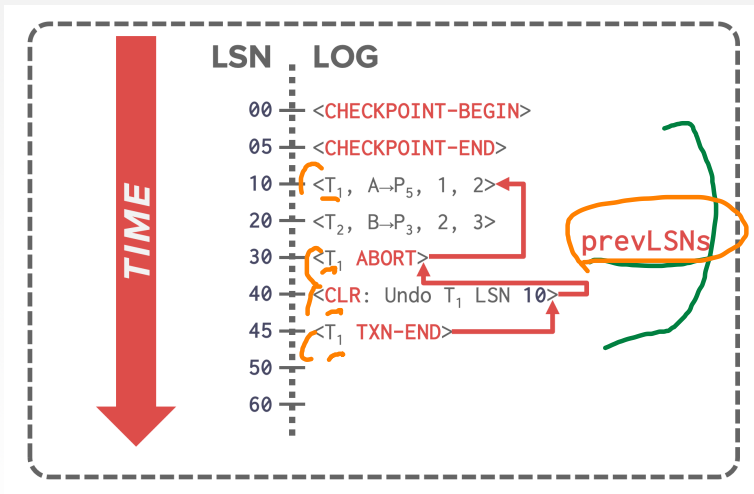 LSN LOG
00 <CHECKPOINT-BEGIN>
05 <CHECKPOINT-END>
10 <T₁, A→P₅, 1, 2>
20 <T₂, B→P₃, 2, 3>
30 <T₁ ABORT>
prevLSNs
40 <CLR: Undo T₁ LSN 10>
45 <T₁ TXN-END>
50
60
TIME